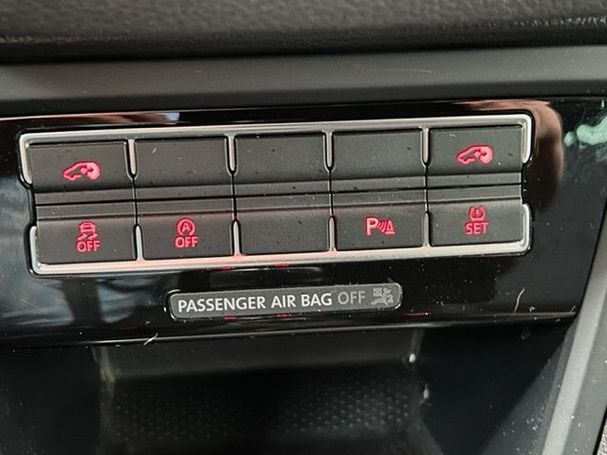 OFF
A
OFF
P
SET
PASSENGER AIR BAG OFF